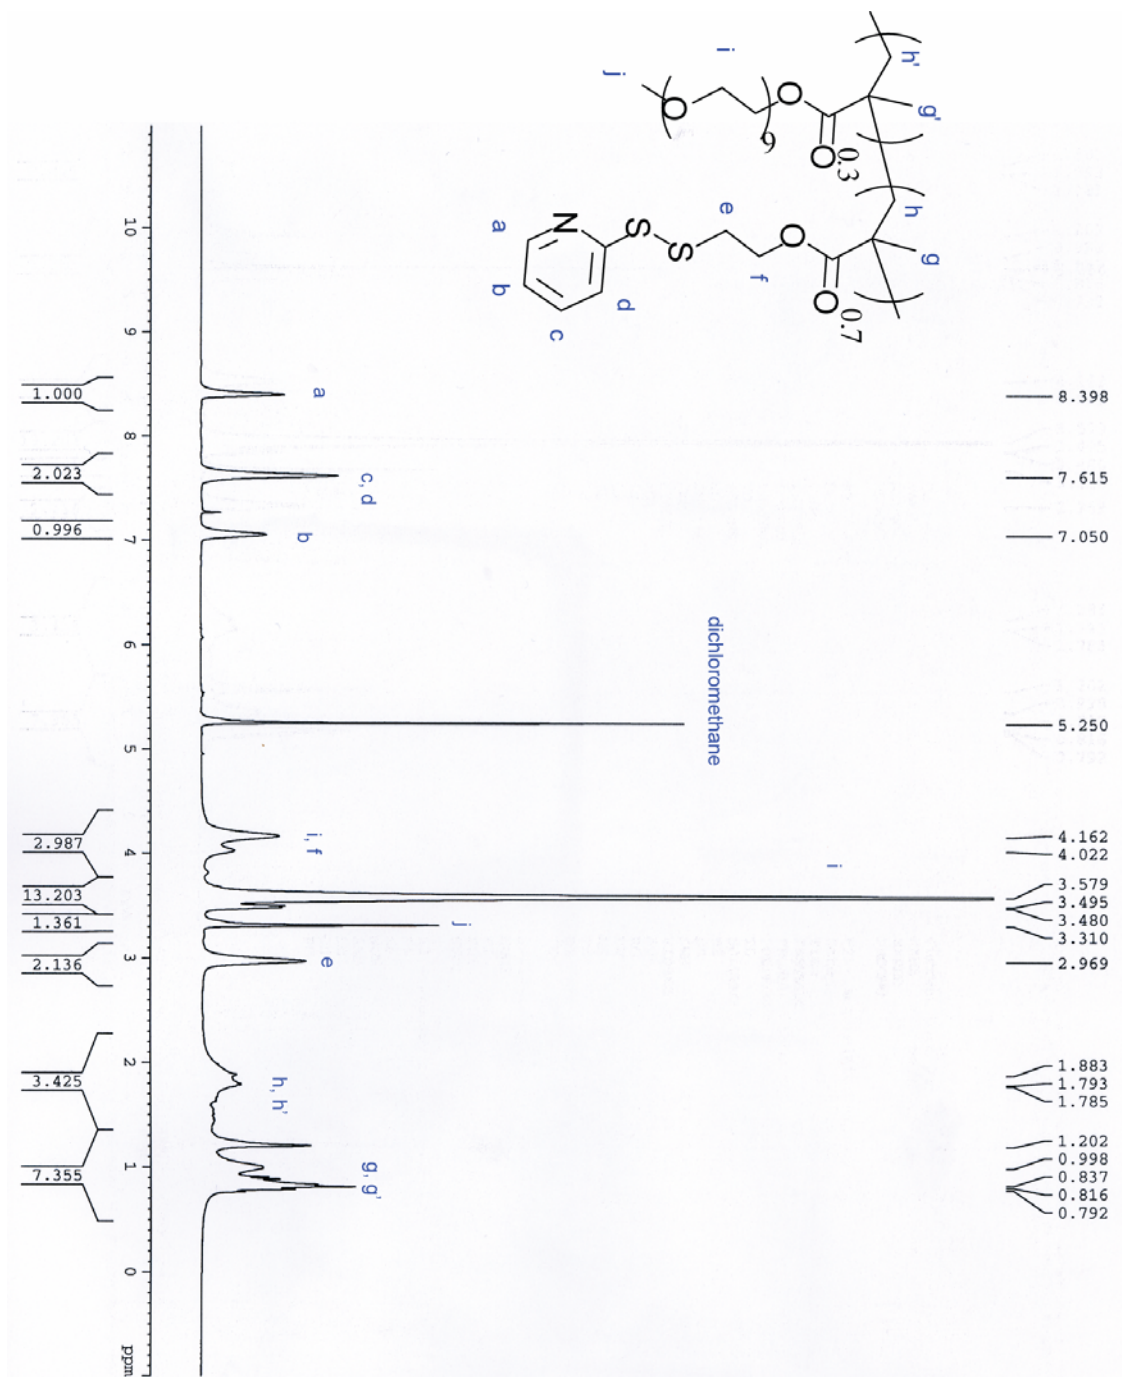 h'
g'
i
j
O
O
9
O
0.3
h
g
e
f
O
O
0.7
S
S
N
a
b
c
d
a
c, d
b
dichloromethane
i, f
i
j
e
h, h'
g, g'
8.398
7.615
7.050
5.250
4.162
4.022
3.579
3.495
3.480
3.310
2.969
1.883
1.793
1.785
1.202
0.998
0.837
0.816
0.792
10
9
8
7
6
5
4
3
2
1
0
ppm
1.000
2.023
0.996
2.987
13.203
1.361
2.136
3.425
7.355